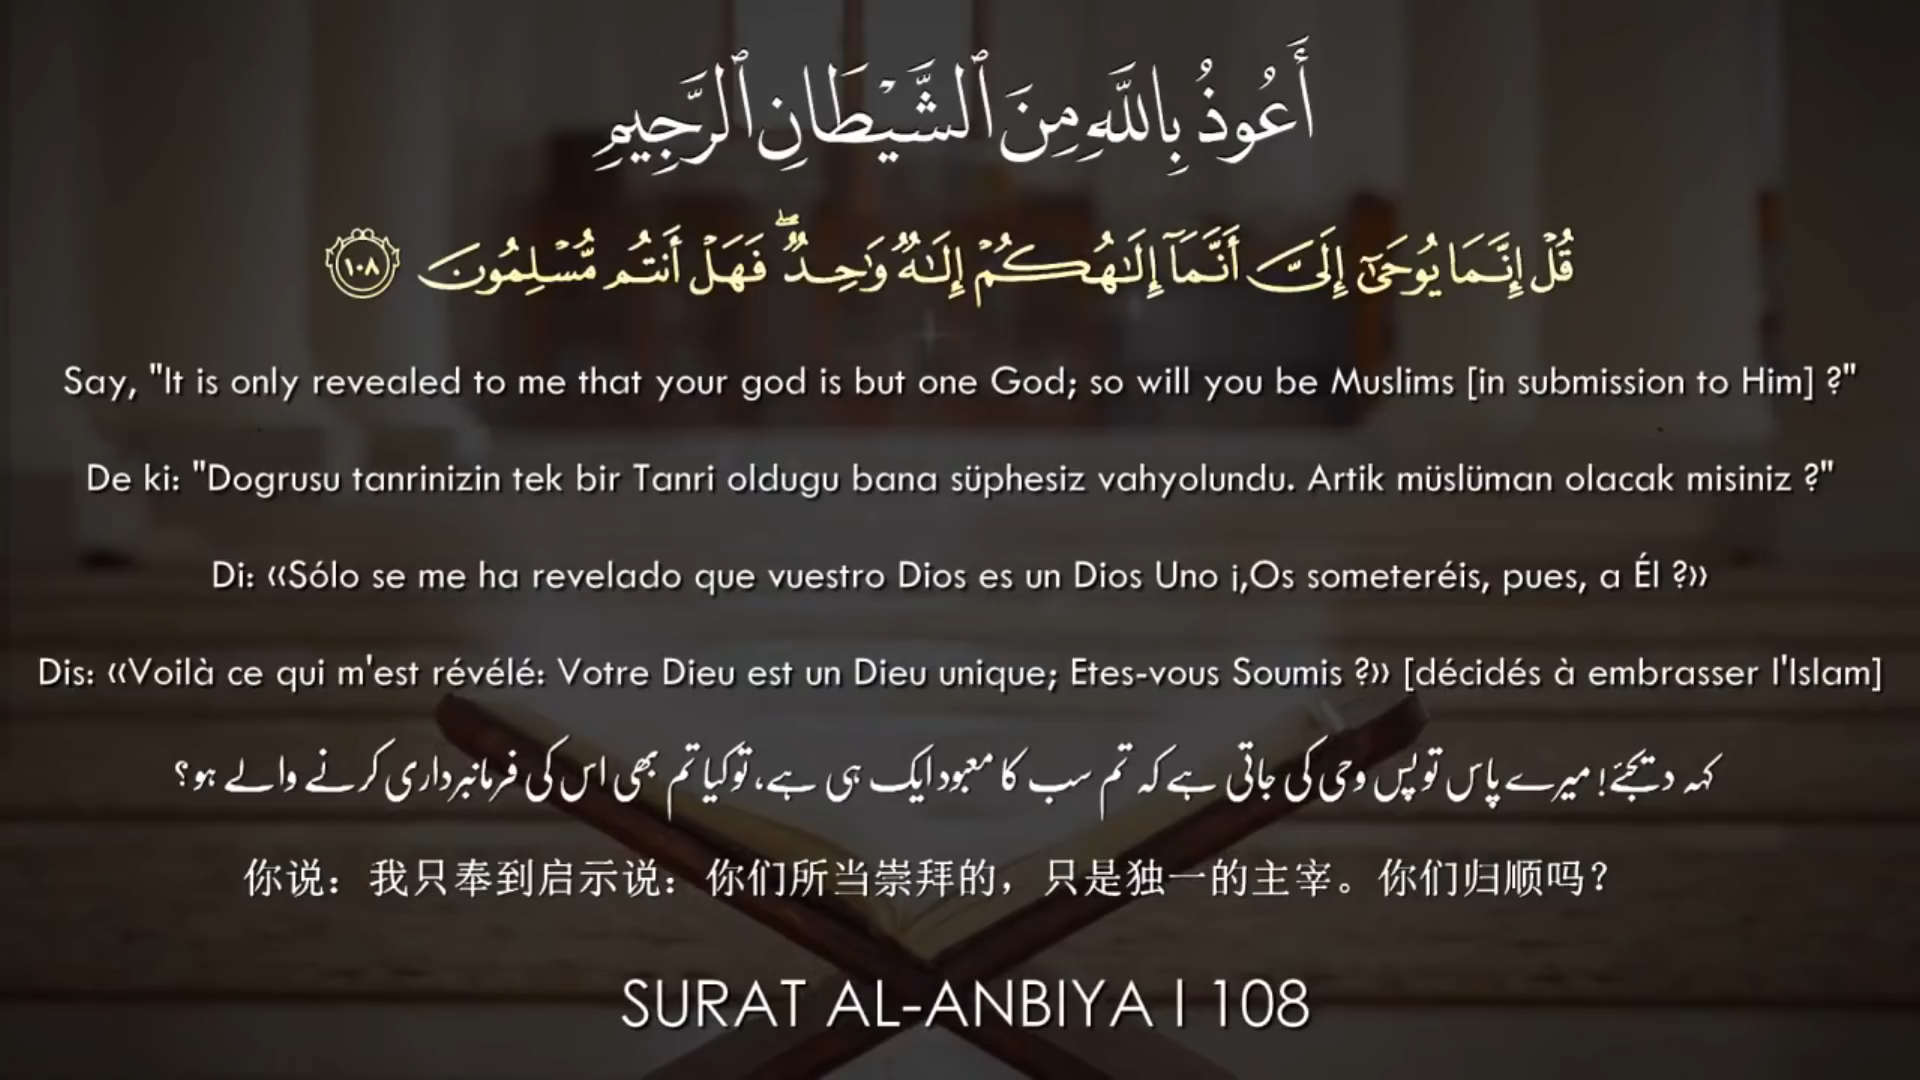 أَعُوذُ بِاللَّهِ مِنَ ٱلشَّيْطَانِ ٱلرَّجِيمِ
قُلْ إِنَّمَا يُوحَىٰٓ إِلَىَّ أَنَّمَآ إِلَـٰهُكُمْ إِلَـٰهٌ وَٰحِدٌ ۖ فَهَلْ أَنتُم مُّسْلِمُونَ ١٠٨
Say, "It is only revealed to me that your god is but one God; so will you be Muslims [in submission to Him] ?"
De ki: "Dogrusu tanrinizin tek bir Tanri oldugu bana süphesiz vahyolundu. Artik müslüman olacak misiniz ?"
Di: «Sólo se me ha revelado que vuestro Dios es un Dios Uno ¡,Os someteréis, pues, a Él ?»
Dis: «Voilà ce qui m'est révélé: Votre Dieu est un Dieu unique; Etes-vous Soumis ?» [décidés à embrasser l'Islam]
کہہ دیجئے! میرے پاس تو پس وحی کی جاتی ہے کہ تم سب کا معبود ایک ہی ہے، تو کیا تم بھی اس کی فرمانبرداری کرنے والے ہو؟
你说：我只奉到启示说：你们所当崇拜的，只是独一的主宰。你们归顺吗？
SURAT AL-ANBIYA I 108